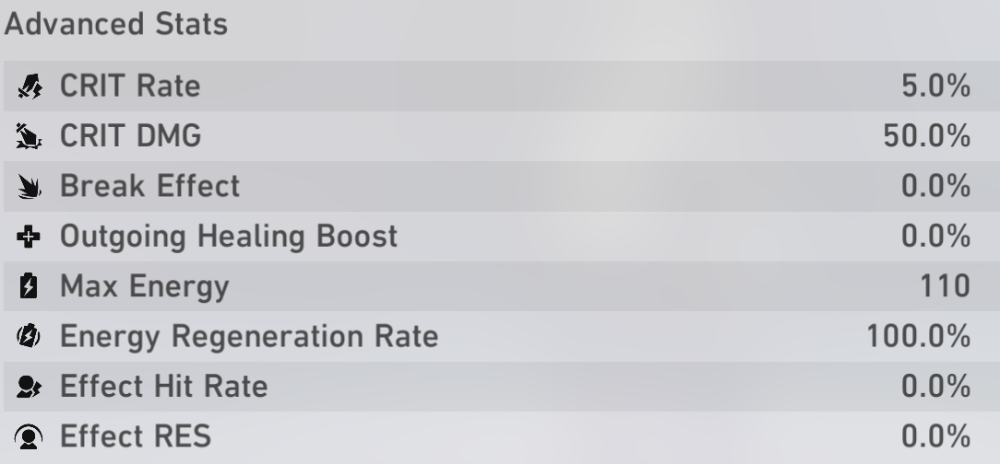 Advanced Stats
CRIT Rate 5.0%
CRIT DMG 50.0%
Break Effect 0.0%
Outgoing Healing Boost 0.0%
Max Energy 110
Energy Regeneration Rate 100.0%
Effect Hit Rate 0.0%
Effect RES 0.0%